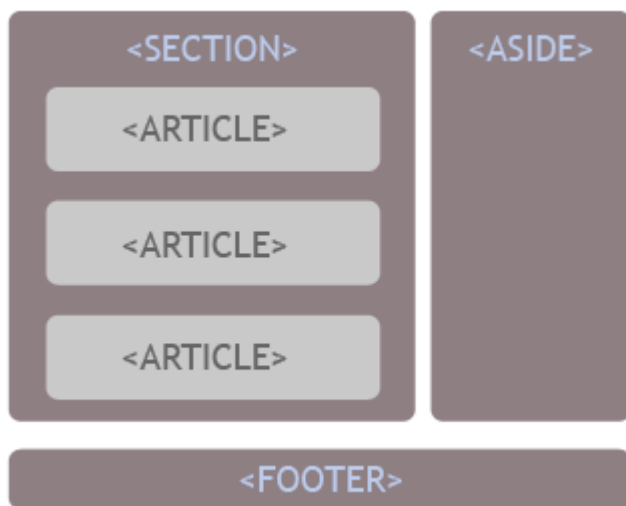 <SECTION>
<ARTICLE>
<ARTICLE>
<ARTICLE>
<ASIDE>
<FOOTER>